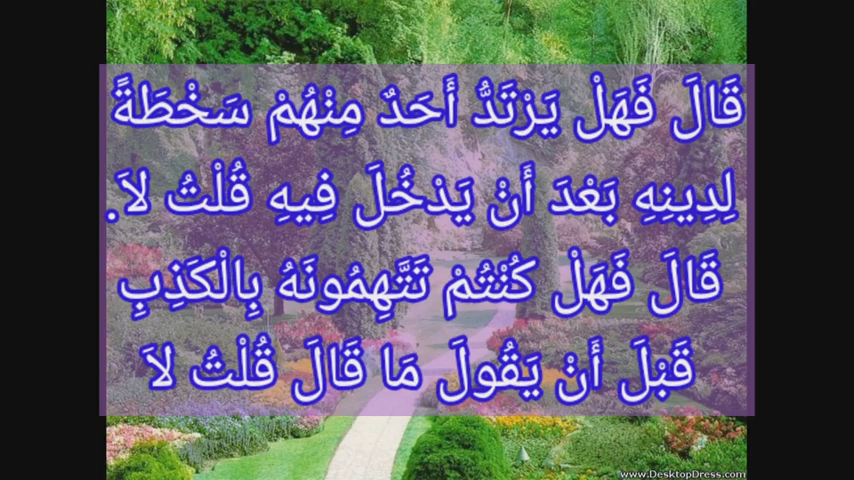 قَالَ فَهَلْ يَرْتَدُّ أَحَدٌ مِنْهُمْ سَخْطَةً
لِدِينِهِ بَعْدَ أَنْ يَدْخُلَ فِيهِ قُلْتُ لاَ.
قَالَ فَهَلْ كُنْتُمْ تَتَّهِمُونَهُ بِالْكَذِبِ
قَبْلَ أَنْ يَقُولَ مَا قَالَ قُلْتُ لاَ
www.DesktopDress.com